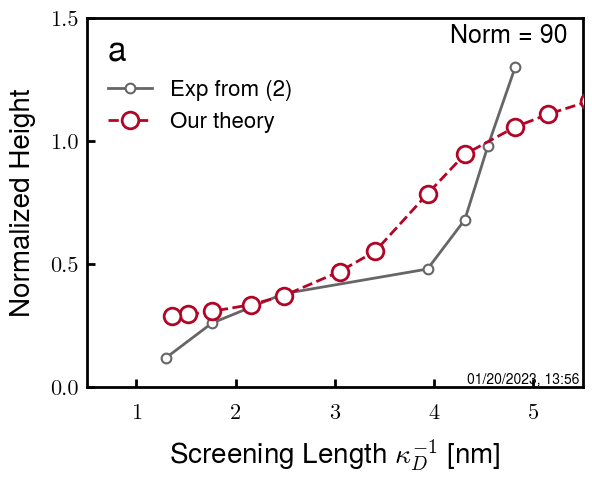 Norm = 90
a
Exp from (2)
Our theory
Normalized Height
1.5
1.0
0.5
0.0
01/20/2023, 13:56
1 2 3 4 5
Screening Length κ_D^{-1} [nm]